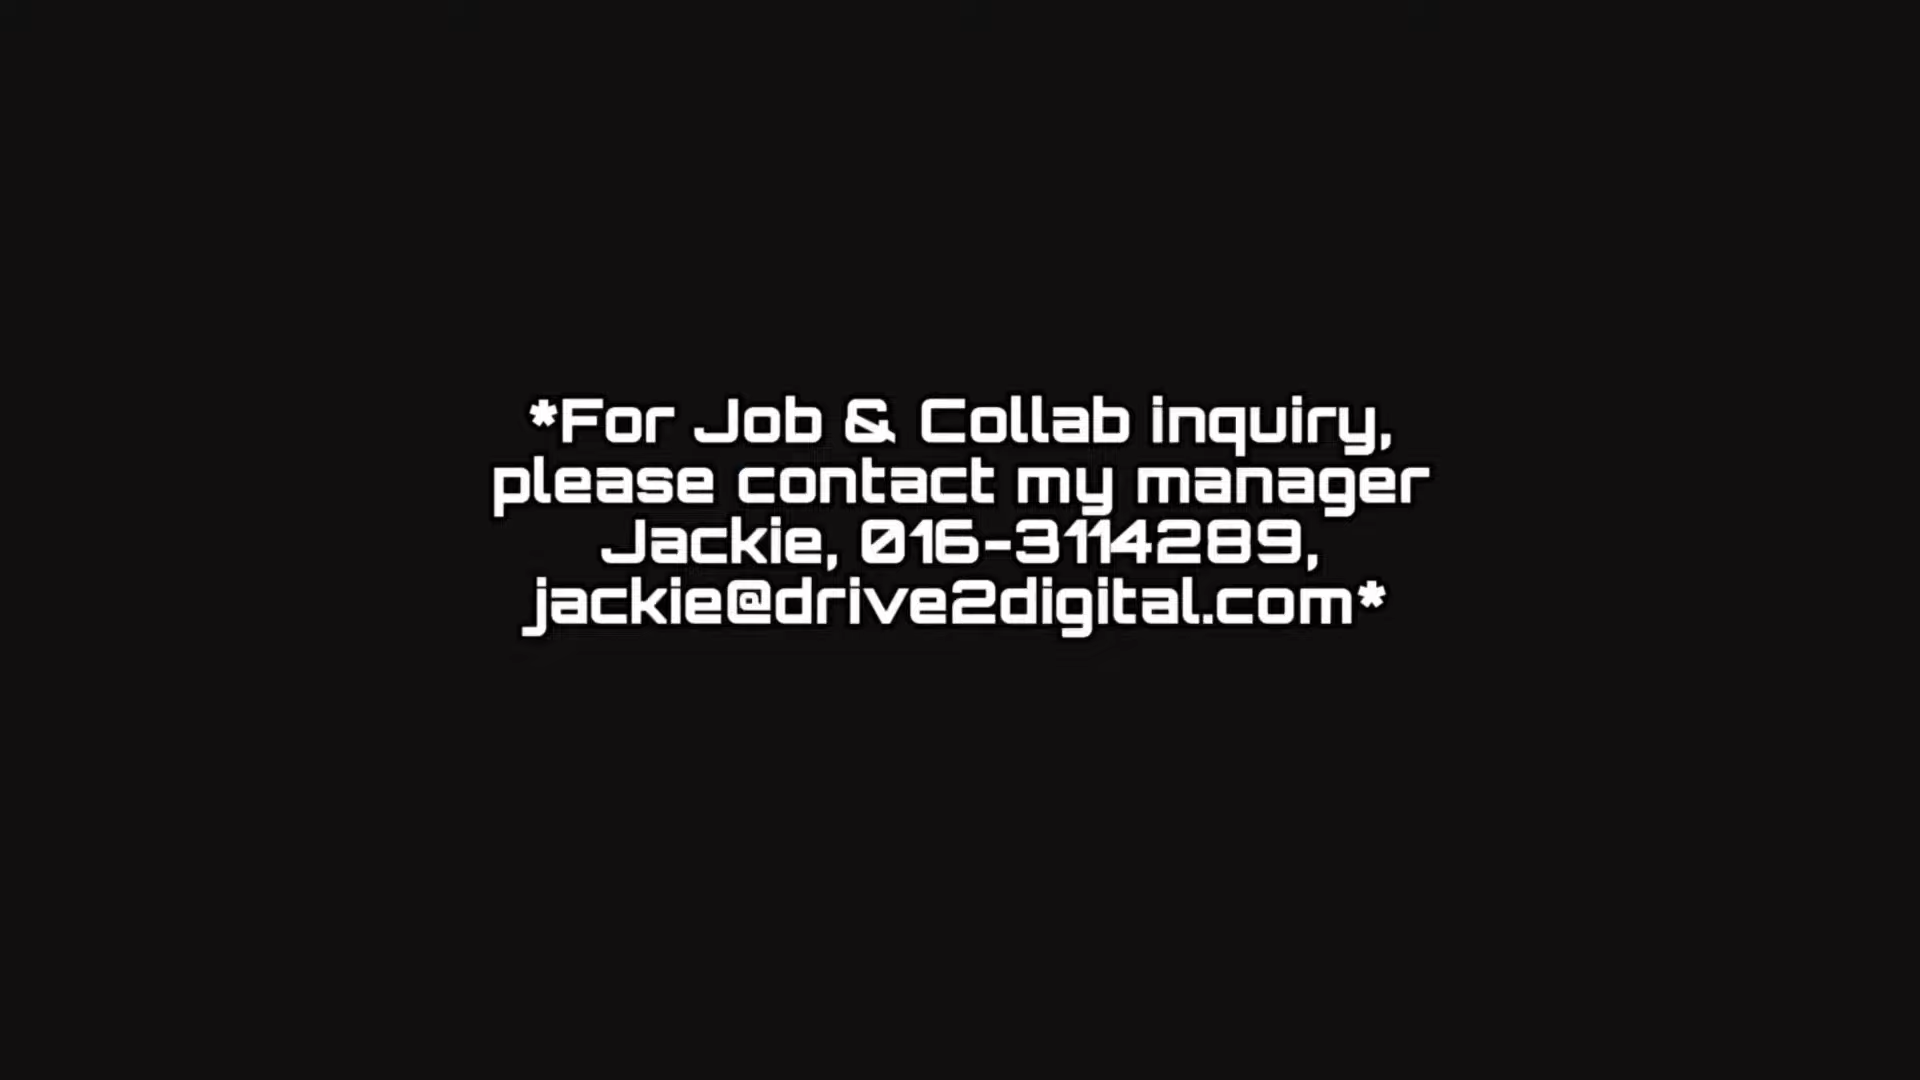 *For Job & Collab inquiry,
please contact my manager
Jackie, 016-3114289,
jackie@drive2digital.com*